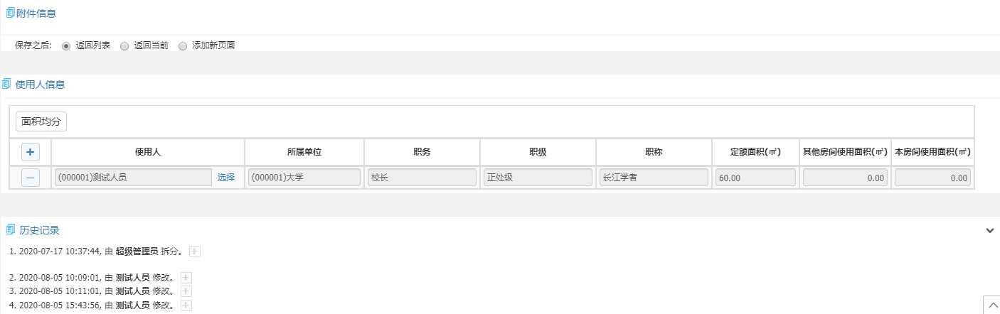 附件信息
保存之后: 返回列表 返回当前 添加新页面
使用人信息
面积均分
+ 使用人 所属单位 职务 职级 职称 定额面积(㎡) 其他房间使用面积(㎡) 本房间使用面积(㎡)
— (000001)测试人员 选择 (000001)大学 校长 正处级 长江学者 60.00 0.00 0.00
历史记录
1. 2020-07-17 10:37:44, 由 超级管理员 拆分。
2. 2020-08-05 10:09:01, 由 测试人员 修改。
3. 2020-08-05 10:11:01, 由 测试人员 修改。
4. 2020-08-05 15:43:56, 由 测试人员 修改。